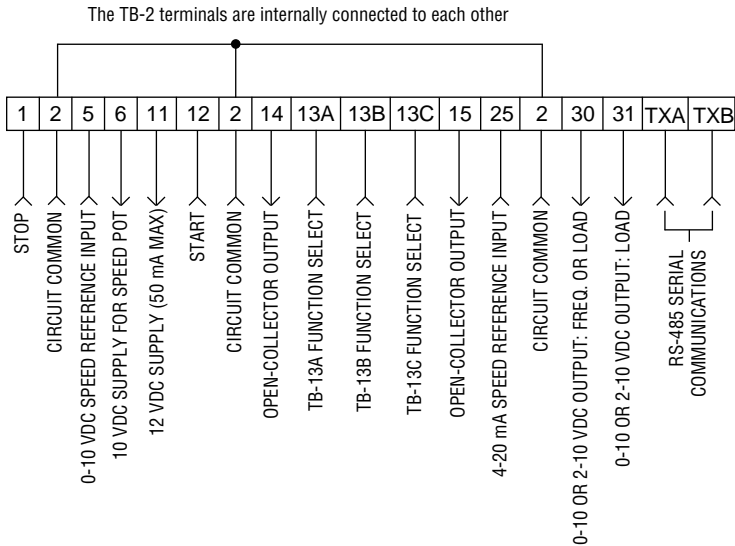 The TB-2 terminals are internally connected to each other
1 2 5 6 11 12 2 14 13A 13B 13C 15 25 2 30 31 TXA TXB
STOP
CIRCUIT COMMON
0-10 VDC SPEED REFERENCE INPUT
10 VDC SUPPLY FOR SPEED POT
12 VDC SUPPLY (50 mA MAX)
START
CIRCUIT COMMON
OPEN-COLLECTOR OUTPUT
TB-13A FUNCTION SELECT
TB-13B FUNCTION SELECT
TB-13C FUNCTION SELECT
OPEN-COLLECTOR OUTPUT
4-20 mA SPEED REFERENCE INPUT
CIRCUIT COMMON
0-10 OR 2-10 VDC OUTPUT: FREQ. OR LOAD
0-10 OR 2-10 VDC OUTPUT: LOAD
RS-485 SERIAL
COMMUNICATIONS